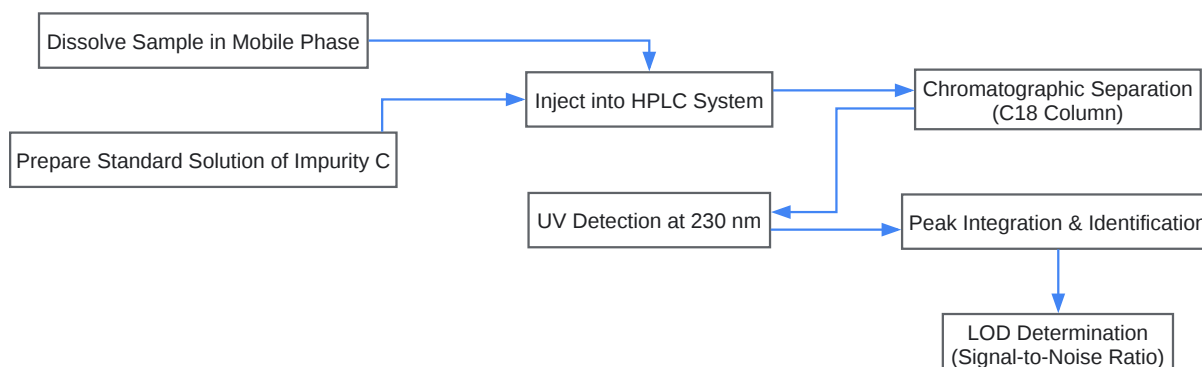 Dissolve Sample in Mobile Phase
Prepare Standard Solution of Impurity C
Inject into HPLC System
Chromatographic Separation
(C18 Column)
UV Detection at 230 nm
Peak Integration & Identification
LOD Determination
(Signal-to-Noise Ratio)